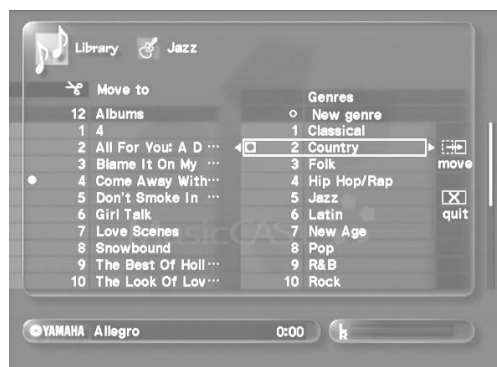 Library Jazz
Move to
12 Albums
1 4
2 All For You: A D ...
3 Blame It On My ...
4 Come Away With...
5 Don't Smoke In ...
6 Girl Talk
7 Love Scenes
8 Snowbound
9 The Best Of Holl...
10 The Look Of Lov...
Genres
New genre
1 Classical
2 Country
3 Folk
4 Hip Hop/Rap
5 Jazz
6 Latin
7 New Age
8 Pop
9 R&B
10 Rock
move
X
quit
YAMAHA Allegro 0:00